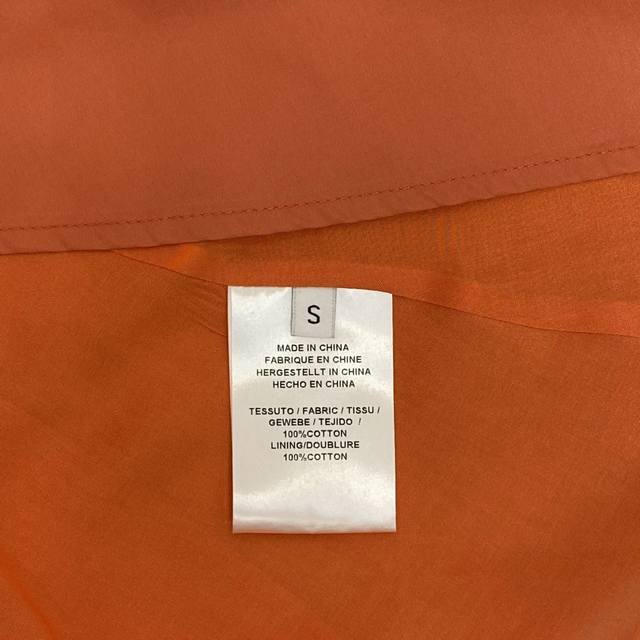 S
MADE IN CHINA
FABRIQUE EN CHINE
HERGESTELLT IN CHINA
HECHO EN CHINA
TESSUTO / FABRIC / TISSU /
GEWEBE / TEJIDO /
100%COTTON
LINING/DOUBLURE
100%COTTON